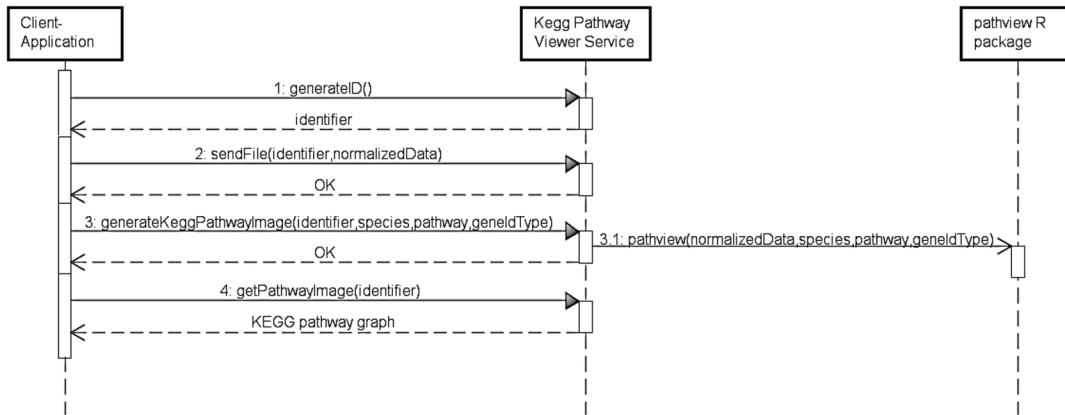 Client-
Application
Kegg Pathway
Viewer Service
pathview R
package
1: generateID()
identifier
2: sendFile(identifier,normalizedData)
OK
3: generateKeggPathwayImage(identifier,species,pathway,geneIdType)
3.1: pathview(normalizedData,species,pathway,geneIdType)
OK
4: getPathwayImage(identifier)
KEGG pathway graph